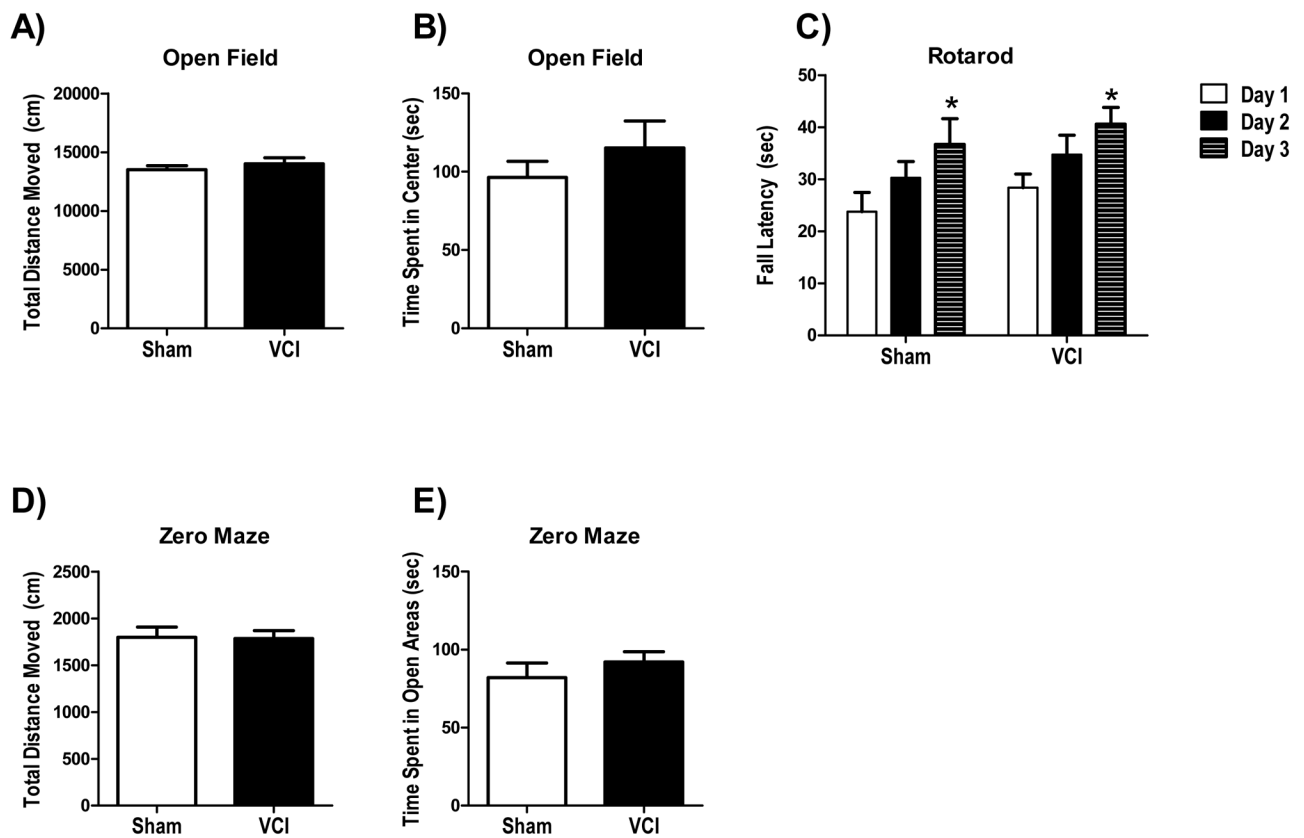 A)
Open Field
Total Distance Moved (cm)
20000
15000
10000
5000
0
Sham VCI
B)
Open Field
Time Spent in Center (sec)
150
100
50
0
Sham VCI
C)
Rotarod
Fall Latency (sec)
50
40
30
20
10
0
* *
Sham VCI
Day 1
Day 2
Day 3
D)
Zero Maze
Total Distance Moved (cm)
2500
2000
1500
1000
500
0
Sham VCI
E)
Zero Maze
Time Spent in Open Areas (sec)
150
100
50
0
Sham VCI